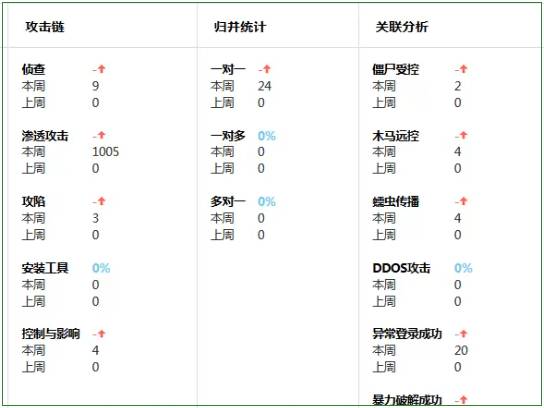 攻击链
侦查 -↑
本周 9
上周 0
渗透攻击 -↑
本周 1005
上周 0
攻陷 -↑
本周 3
上周 0
安装工具 0%
本周 0
上周 0
控制与影响 -↑
本周 4
上周 0
归并统计
一对一 -↑
本周 24
上周 0
一对多 0%
本周 0
上周 0
多对一 0%
本周 0
上周 0
关联分析
僵尸受控 -↑
本周 2
上周 0
木马远控 -↑
本周 4
上周 0
蠕虫传播 -↑
本周 4
上周 0
DDOS攻击 0%
本周 0
上周 0
异常登录成功 -↑
本周 20
上周 0
暴力破解成功 -↑